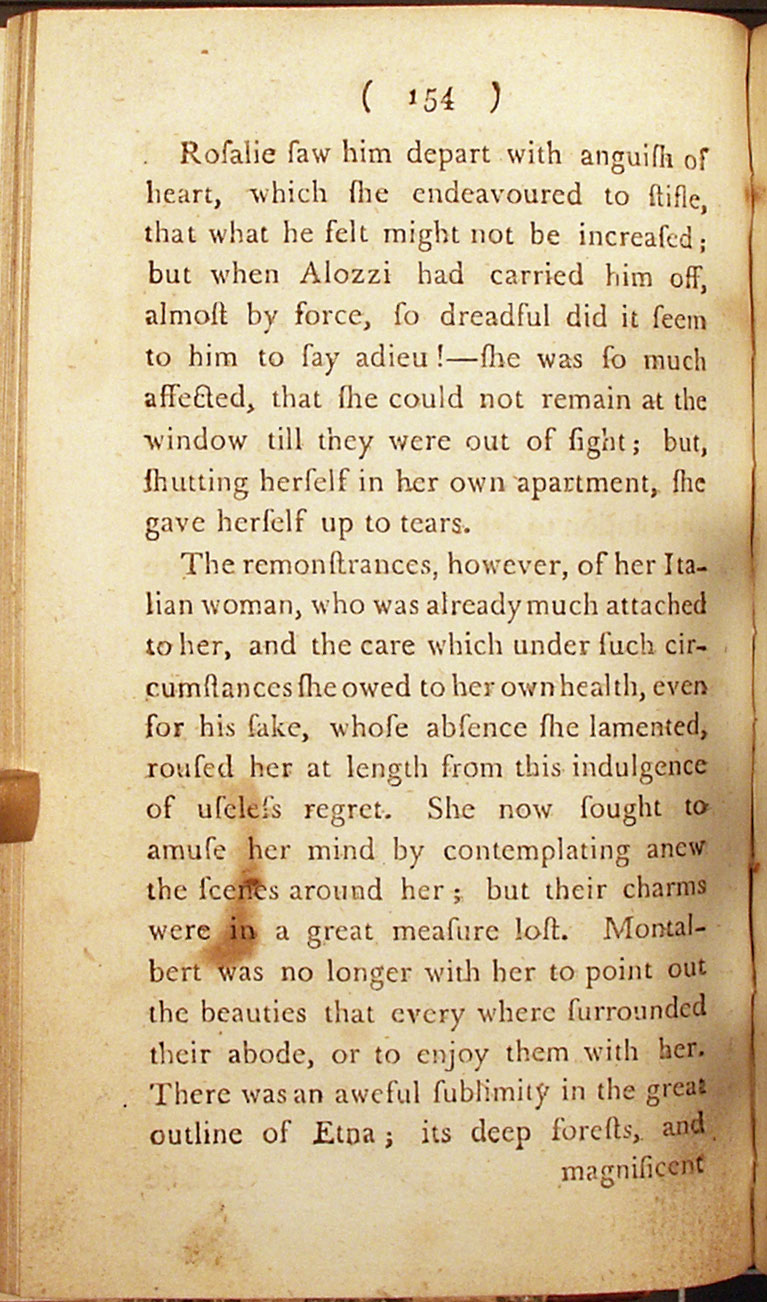 ( 154 )
Roſalie ſaw him depart with anguiſh of
heart, which ſhe endeavoured to ſtifle,
that what he felt might not be increaſed;
but when Alozzi had carried him off,
almoſt by force, ſo dreadful did it ſeem
to him to ſay adieu!—ſhe was ſo much
affected, that ſhe could not remain at the
window till they were out of ſight; but,
ſhutting herſelf in her own apartment, ſhe
gave herſelf up to tears.
The remonſtrances, however, of her Ita-
lian woman, who was already much attached
to her, and the care which under ſuch cir-
cumſtances ſhe owed to her own health, even
for his ſake, whoſe abſence ſhe lamented,
rouſed her at length from this indulgence
of uſeleſs regret. She now ſought to
amuſe her mind by contemplating anew
the ſcenes around her; but their charms
were in a great meaſure loſt. Montal-
bert was no longer with her to point out
the beauties that every where ſurrounded
their abode, or to enjoy them with her.
There was an aweful ſublimity in the great
outline of Etna; its deep foreſts, and
magnificent